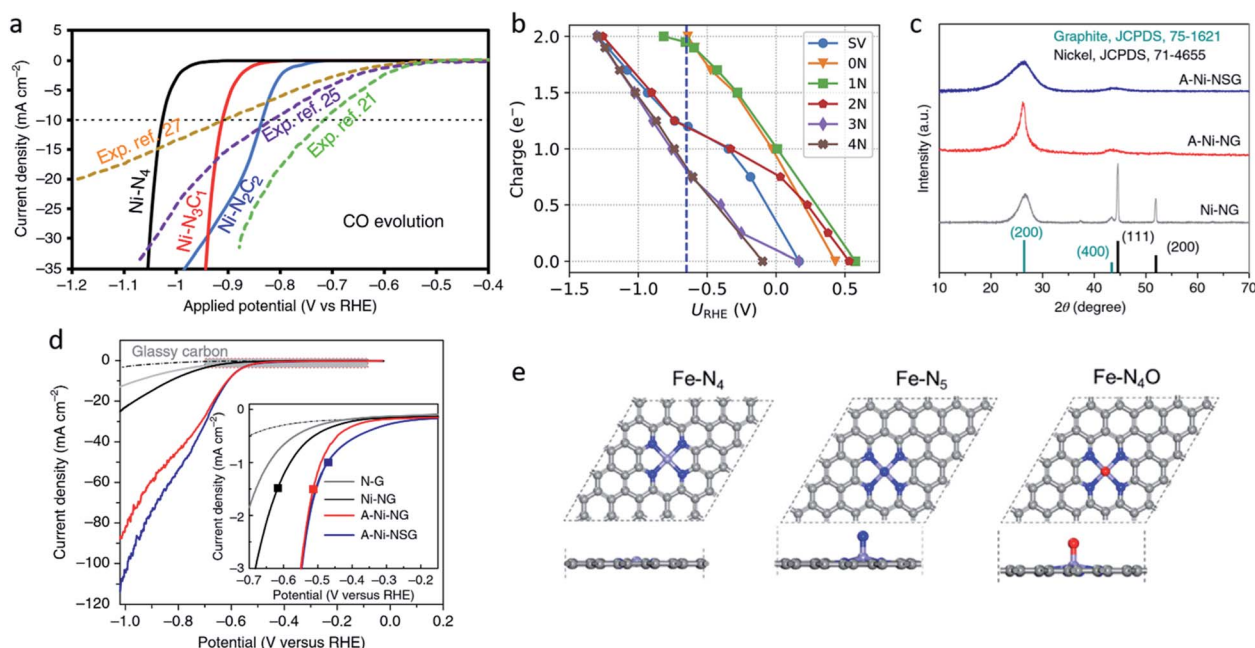 a
5
0
−5
−10
−15
−20
−25
−30
−35
Current density (mA cm⁻²)
Exp. ref. 27
Exp. ref. 25
Exp. ref. 21
Ni-N₄
Ni-N₃C₁
Ni-N₂C₂
CO evolution
−1.2 −1.1 −1 −0.9 −0.8 −0.7 −0.6 −0.5 −0.4
Applied potential (V vs RHE)
b
2.0
1.5
1.0
0.5
0.0
Charge (e⁻)
SV
0N
1N
2N
3N
4N
−1.5 −1.0 −0.5 0.0 0.5
U_RHE (V)
c
Graphite, JCPDS, 75-1621
Nickel, JCPDS, 71-4655
A-Ni-NSG
A-Ni-NG
Ni-NG
(200)
(400)
(111)
(200)
Intensity (a.u.)
10 20 30 40 50 60 70
2θ (degree)
d
Glassy carbon
0
−20
−40
−60
−80
−100
−120
Current density (mA cm⁻²)
0
−1
−2
−3
Current density (mA cm⁻²)
N-G
Ni-NG
A-Ni-NG
A-Ni-NSG
−0.7 −0.6 −0.5 −0.4 −0.3 −0.2
Potential (V versus RHE)
−1.0 −0.8 −0.6 −0.4 −0.2 0.0 0.2
Potential (V versus RHE)
e
Fe-N₄
Fe-N₅
Fe-N₄O